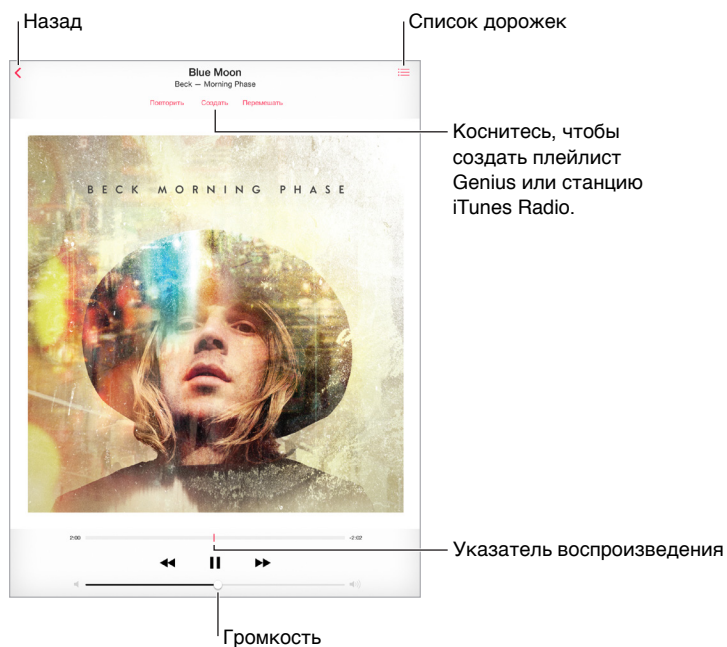 Назад
Список дорожек
Blue Moon
Beck — Morning Phase
Повторить Создать Перемешать
Коснитесь, чтобы
создать плейлист
Genius или станцию
iTunes Radio.
BECK MORNING PHASE
2:00
-2:02
Указатель воспроизведения
Громкость